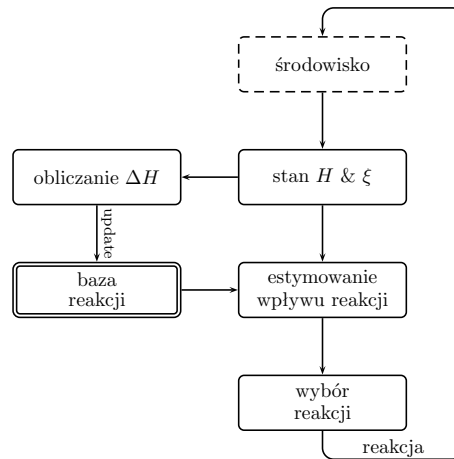 środowisko
obliczanie ΔH
stan H & ξ
update
baza
reakcji
estymowanie
wpływu reakcji
wybór
reakcji
reakcja